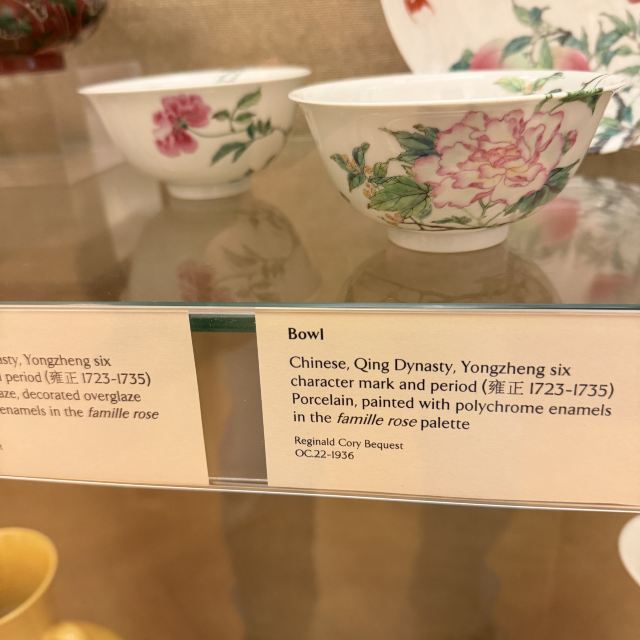 asty, Yongzheng six
period (雍正 1723-1735)
aze, decorated overglaze
enamels in the famille rose
Bowl
Chinese, Qing Dynasty, Yongzheng six
character mark and period (雍正 1723-1735)
Porcelain, painted with polychrome enamels
in the famille rose palette
Reginald Cory Bequest
OC.22-1936